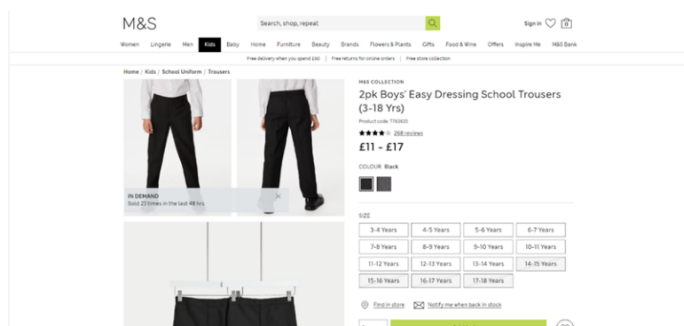 M&S
Search, shop, repeat
Sign in
0
Women Lingerie Men Kids Baby Home Furniture Beauty Brands Flowers & Plants Gifts Food & Wine Offers Inspire Me M&S Bank
Free delivery when you spend £60 | Free returns for online orders | Free store collection
Home / Kids / School Uniform / Trousers
M&S COLLECTION
2pk Boys' Easy Dressing School Trousers
(3-18 Yrs)
Product code:
268 reviews
£11 - £17
COLOUR: Black
IN DEMAND
Sold 23 times in the last 48 hrs
SIZE
3-4 Years 4-5 Years 5-6 Years 6-7 Years
7-8 Years 8-9 Years 9-10 Years 10-11 Years
11-12 Years 12-13 Years 13-14 Years 14-15 Years
15-16 Years 16-17 Years 17-18 Years
Find in store
Notify me when back in stock